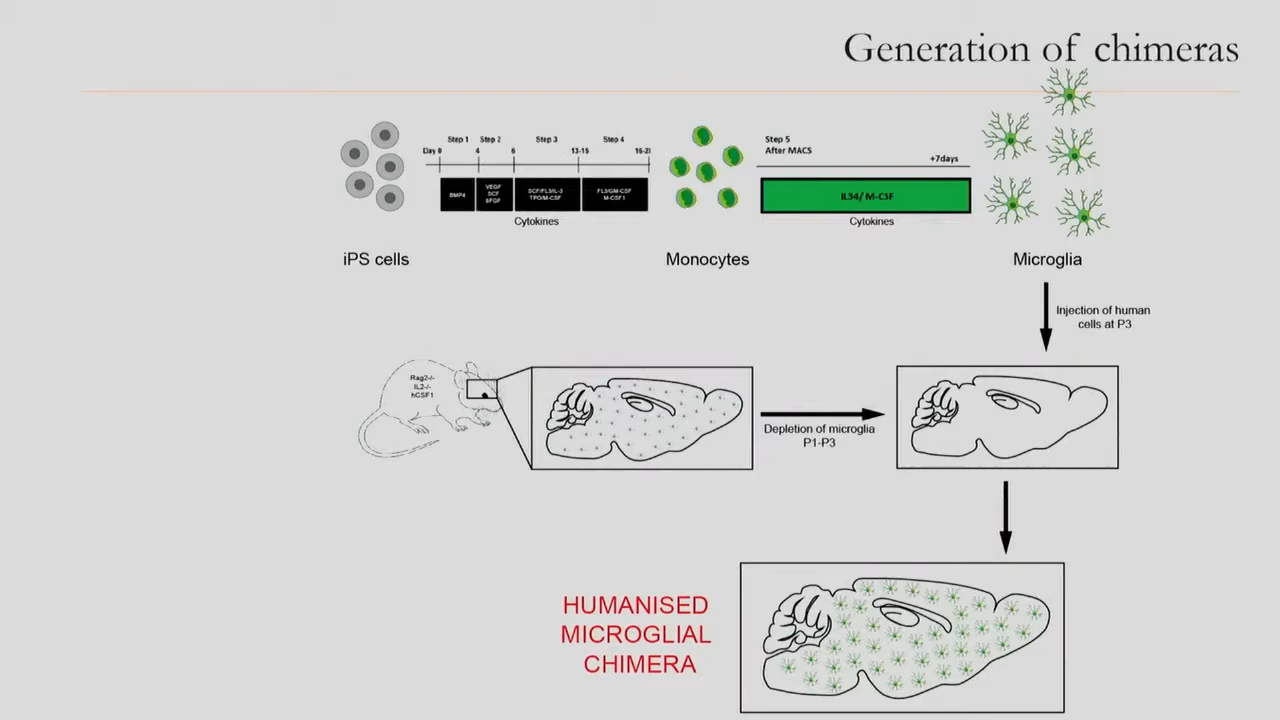 Generation of chimeras
Step 1 Step 2 Step 3 Step 4
Day 0 4 6 13-15 16-21
BMP4
VEGF
SCF
bFGF
SCF/FL3/IL-3
TPO/M-CSF
FL3/GM-CSF
M-CSF1
Cytokines
Step 5
After MACS
+7days
IL34/ M-CSF
Cytokines
iPS cells
Monocytes
Microglia
Injection of human
cells at P3
Rag2-/-
IL2-/-
hCSF1
Depletion of microglia
P1-P3
HUMANISED
MICROGLIAL
CHIMERA